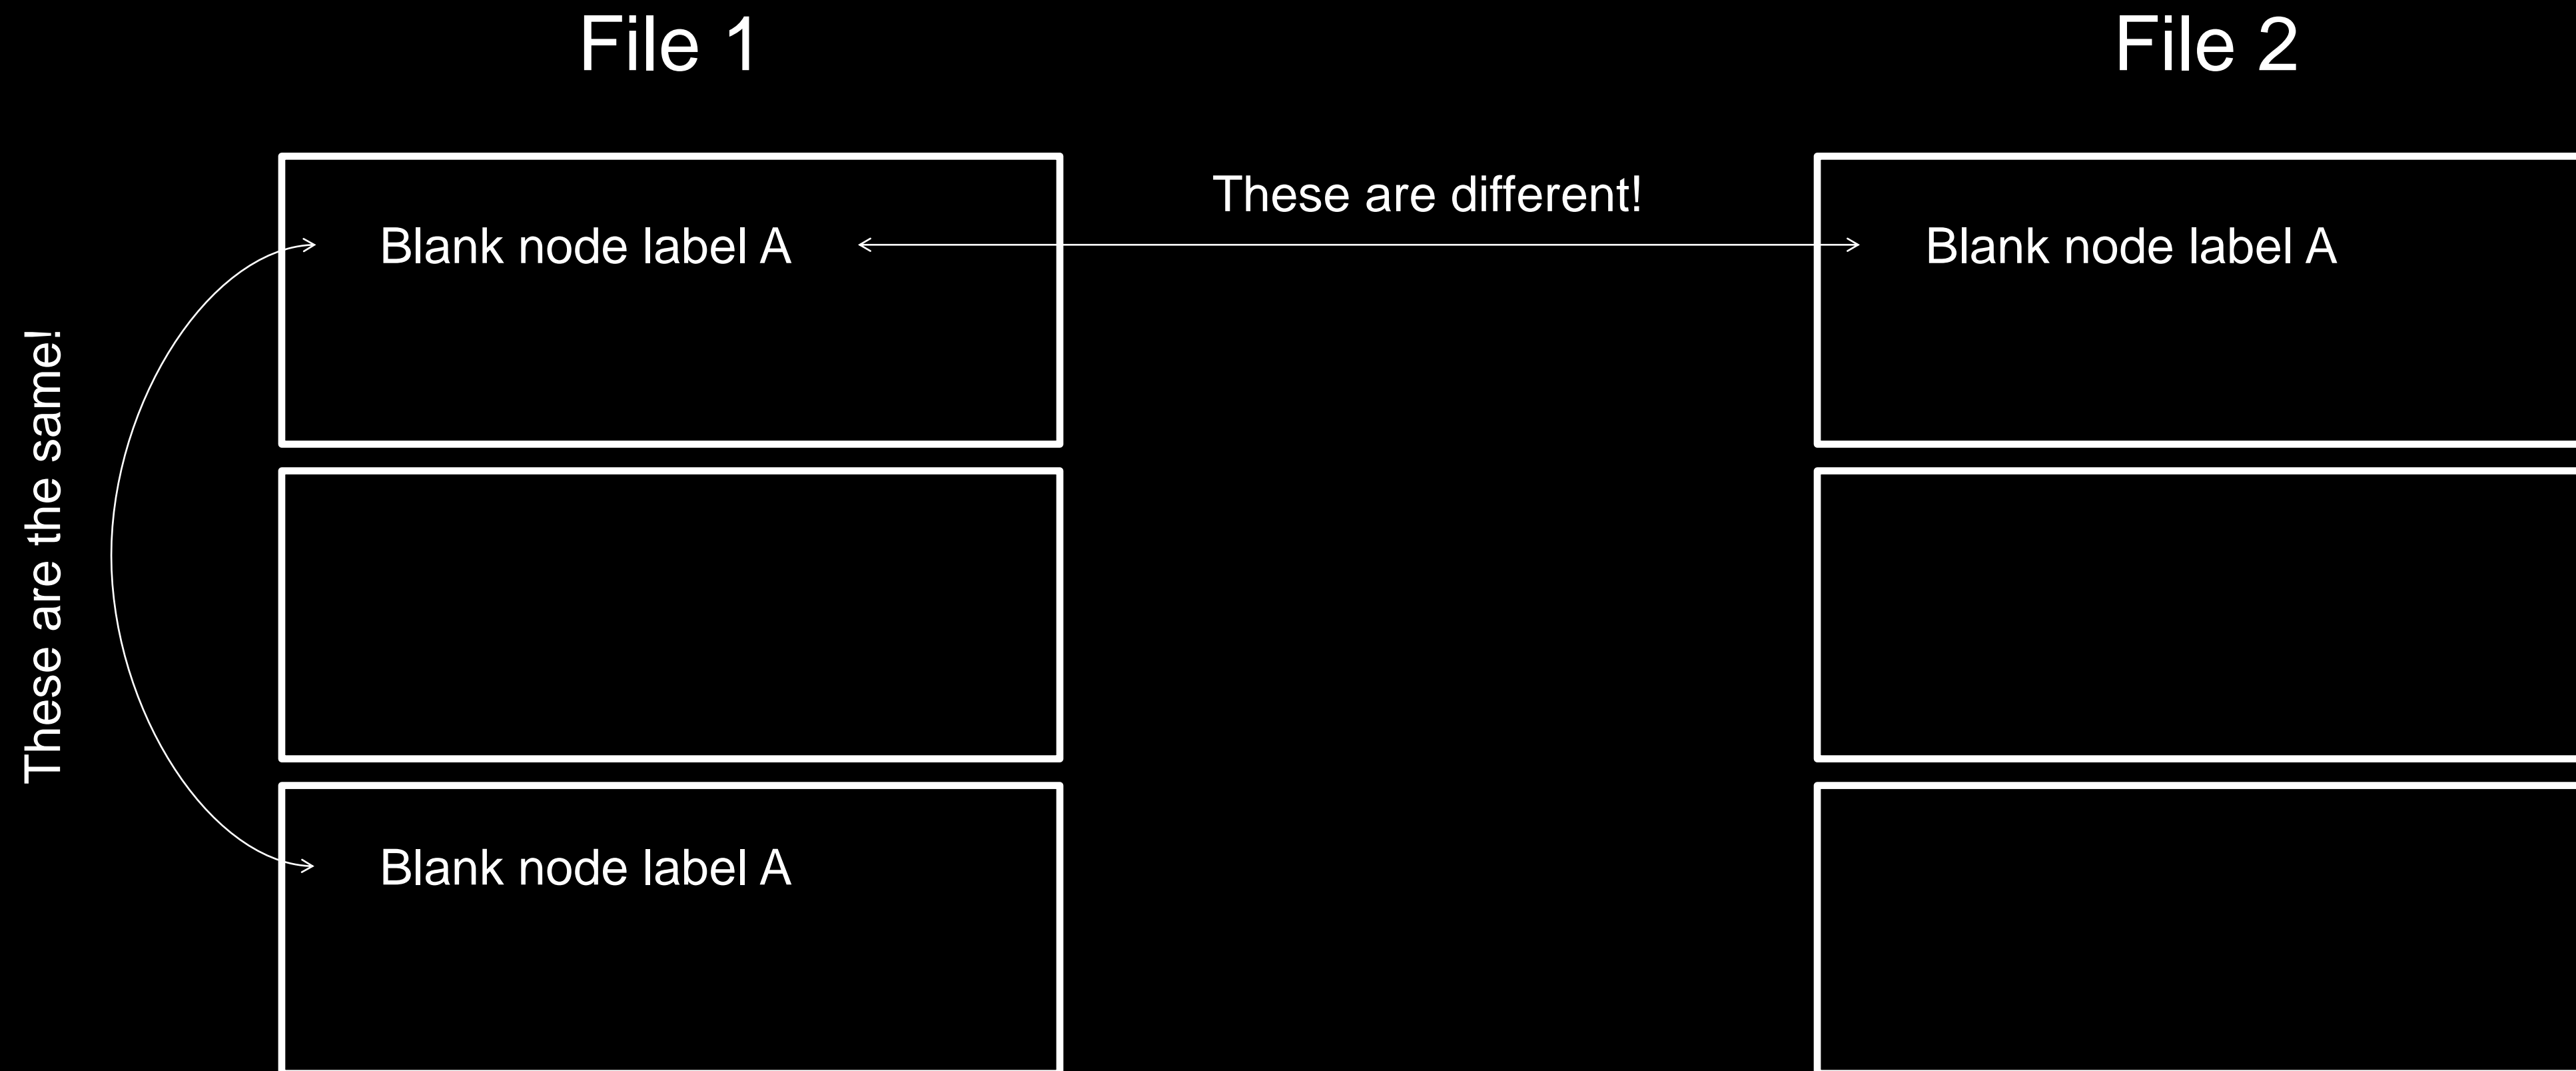 File 1
File 2
These are different!
Blank node label A
Blank node label A
These are the same!
Blank node label A